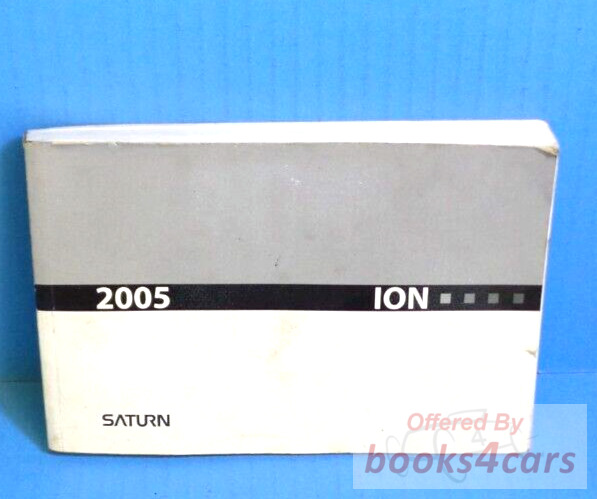 2005 ION
SATURN
Offered By
books4cars